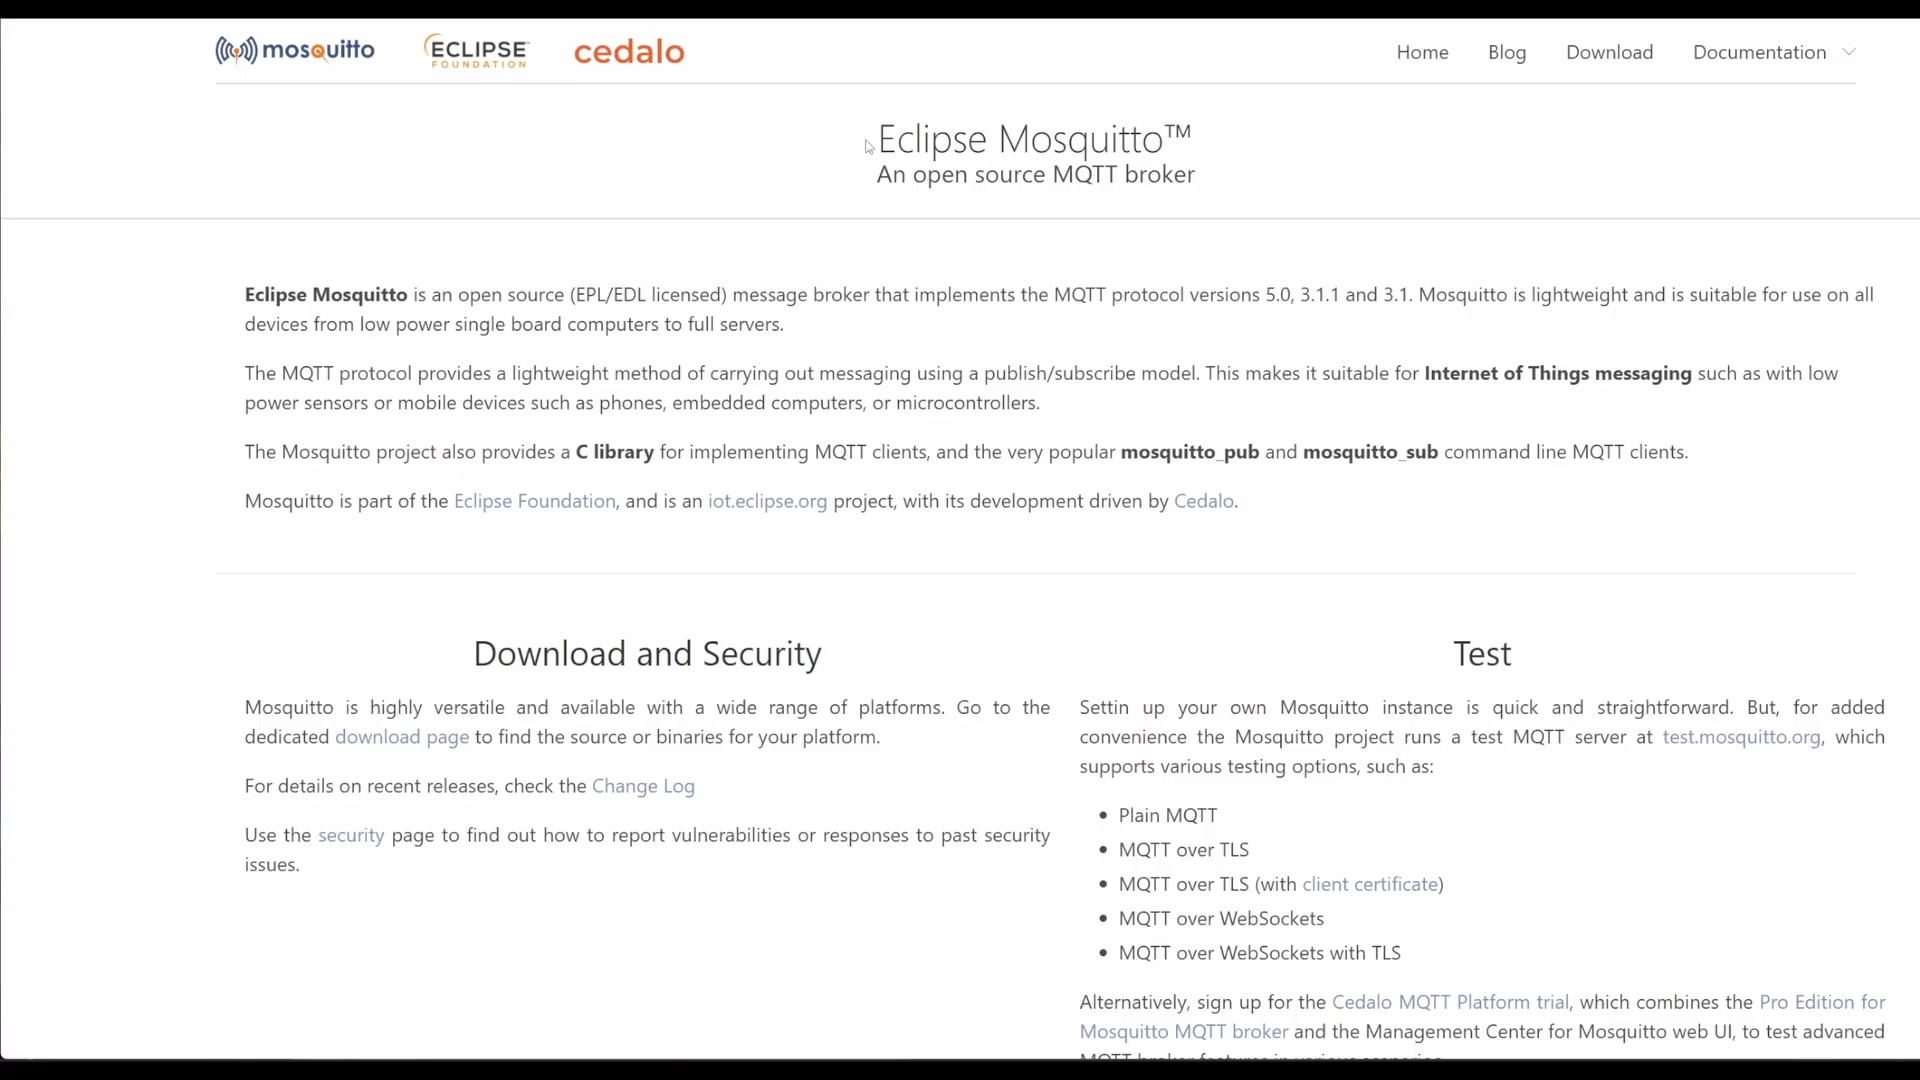 mosquitto ECLIPSE FOUNDATION cedalo Home Blog Download Documentation
Eclipse Mosquitto™
An open source MQTT broker
Eclipse Mosquitto is an open source (EPL/EDL licensed) message broker that implements the MQTT protocol versions 5.0, 3.1.1 and 3.1. Mosquitto is lightweight and is suitable for use on all
devices from low power single board computers to full servers.
The MQTT protocol provides a lightweight method of carrying out messaging using a publish/subscribe model. This makes it suitable for Internet of Things messaging such as with low
power sensors or mobile devices such as phones, embedded computers, or microcontrollers.
The Mosquitto project also provides a C library for implementing MQTT clients, and the very popular mosquitto_pub and mosquitto_sub command line MQTT clients.
Mosquitto is part of the Eclipse Foundation, and is an iot.eclipse.org project, with its development driven by Cedalo.
Download and Security
Mosquitto is highly versatile and available with a wide range of platforms. Go to the
dedicated download page to find the source or binaries for your platform.
For details on recent releases, check the Change Log
Use the security page to find out how to report vulnerabilities or responses to past security
issues.
Test
Settin up your own Mosquitto instance is quick and straightforward. But, for added
convenience the Mosquitto project runs a test MQTT server at test.mosquitto.org, which
supports various testing options, such as:
• Plain MQTT
• MQTT over TLS
• MQTT over TLS (with client certificate)
• MQTT over WebSockets
• MQTT over WebSockets with TLS
Alternatively, sign up for the Cedalo MQTT Platform trial, which combines the Pro Edition for
Mosquitto MQTT broker and the Management Center for Mosquitto web UI, to test advanced
MQTT broker features in various scenarios.